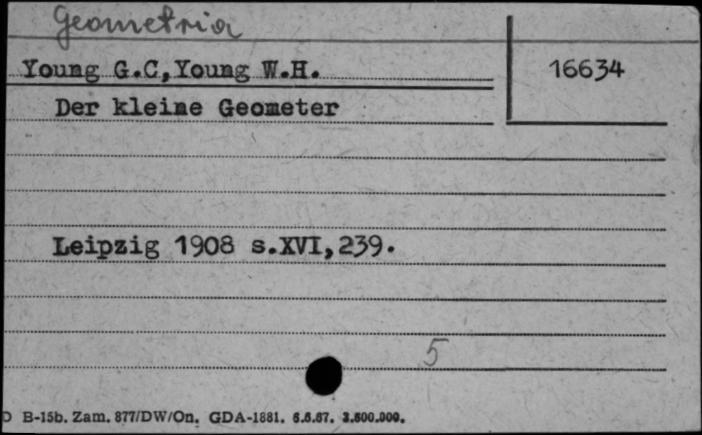 Geometria
Young G.C,Young W.H.
16634
Der kleine Geometer
Leipzig 1908 s.XVI,239.
5
B-15b. Zam. 877/DW/On. GDA-1881. 6.6.67. 3.600.000.